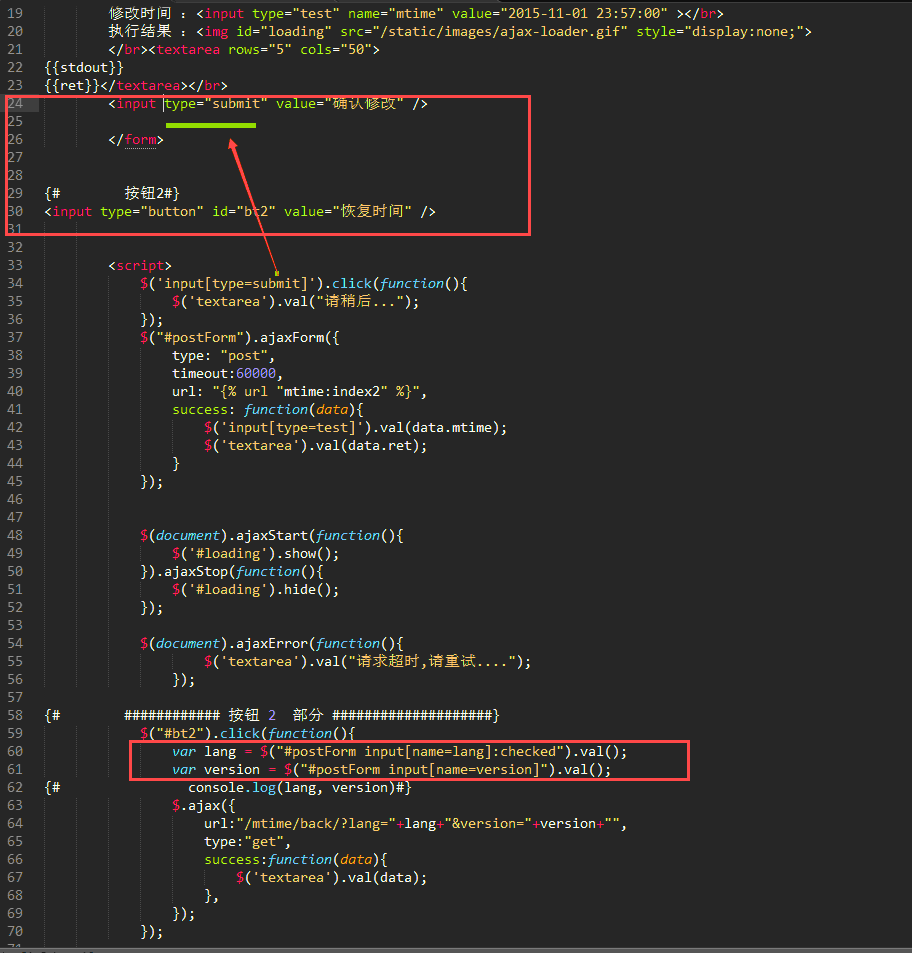 19 修改时间 : <input type="test" name="mtime" value="2015-11-01 23:57:00" ></br>
20 执行结果 : <img id="loading" src="/static/images/ajax-loader.gif" style="display:none;">
21 </br><textarea rows="5" cols="50">
22 {{stdout}}
23 {{ret}}</textarea></br>
24 <input type="submit" value="确认修改" />
25
26 </form>
27
28
29 {# 按钮2#}
30 <input type="button" id="bt2" value="恢复时间" />
31
32
33 <script>
34 $('input[type=submit]').click(function(){
35 $('textarea').val("请稍后...");
36 });
37 $("#postForm").ajaxForm({
38 type: "post",
39 timeout:60000,
40 url: "{% url "mtime:index2" %}",
41 success: function(data){
42 $('input[type=test]').val(data.mtime);
43 $('textarea').val(data.ret);
44 }
45 });
46
47
48 $(document).ajaxStart(function(){
49 $('#loading').show();
50 }).ajaxStop(function(){
51 $('#loading').hide();
52 });
53
54 $(document).ajaxError(function(){
55 $('textarea').val("请求超时,请重试....");
56 });
57
58 {# ############ 按钮 2 部分 ####################}
59 $("#bt2").click(function(){
60 var lang = $("#postForm input[name=lang]:checked").val();
61 var version = $("#postForm input[name=version]").val();
62 {# console.log(lang, version)#}
63 $.ajax({
64 url:"/mtime/back/?lang="+lang+"&version="+version+"",
65 type:"get",
66 success:function(data){
67 $('textarea').val(data);
68 },
69 });
70 });